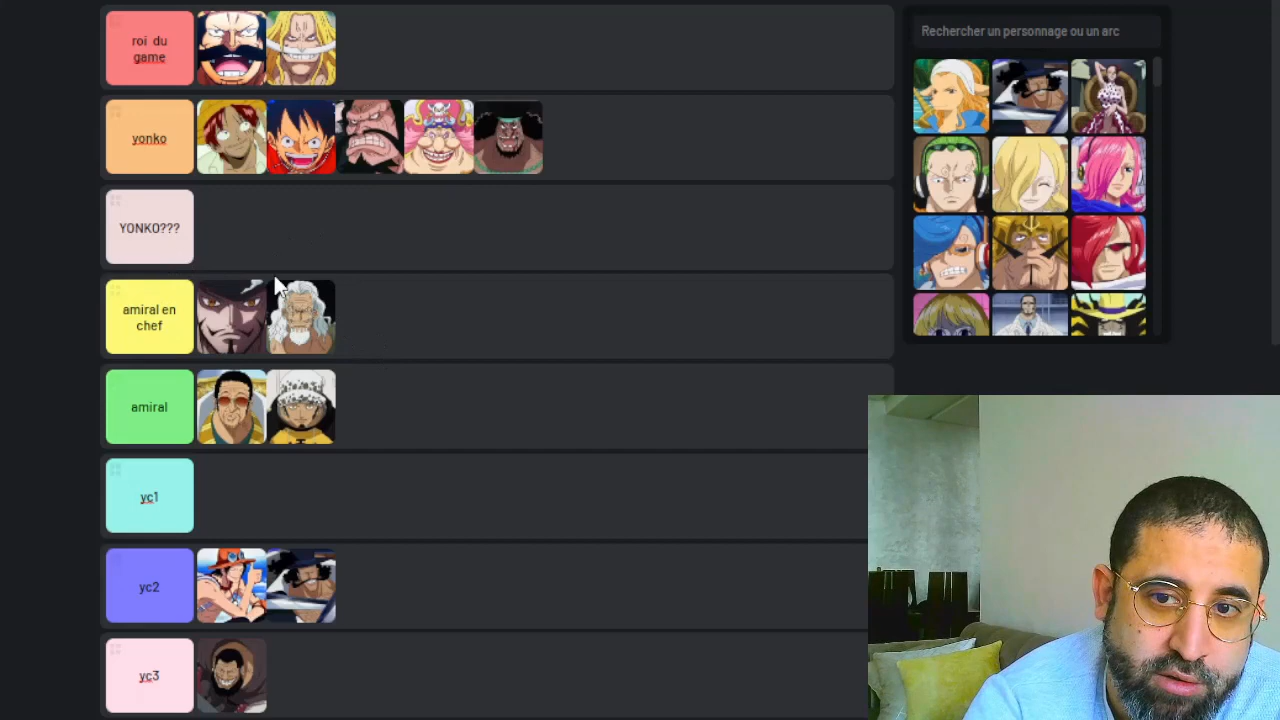 roi du
game
Rechercher un personnage ou un arc
yonko
YONKO???
amiral en
chef
amiral
yc1
yc2
yc3